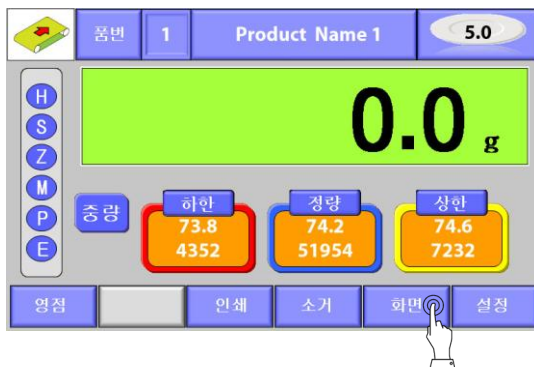 품번 1 Product Name 1 5.0
H
S
Z
M
P
E
0.0 g
중량
하한 정량 상한
73.8 74.2 74.6
4352 51954 7232
영점 인쇄 소거 화면 설정